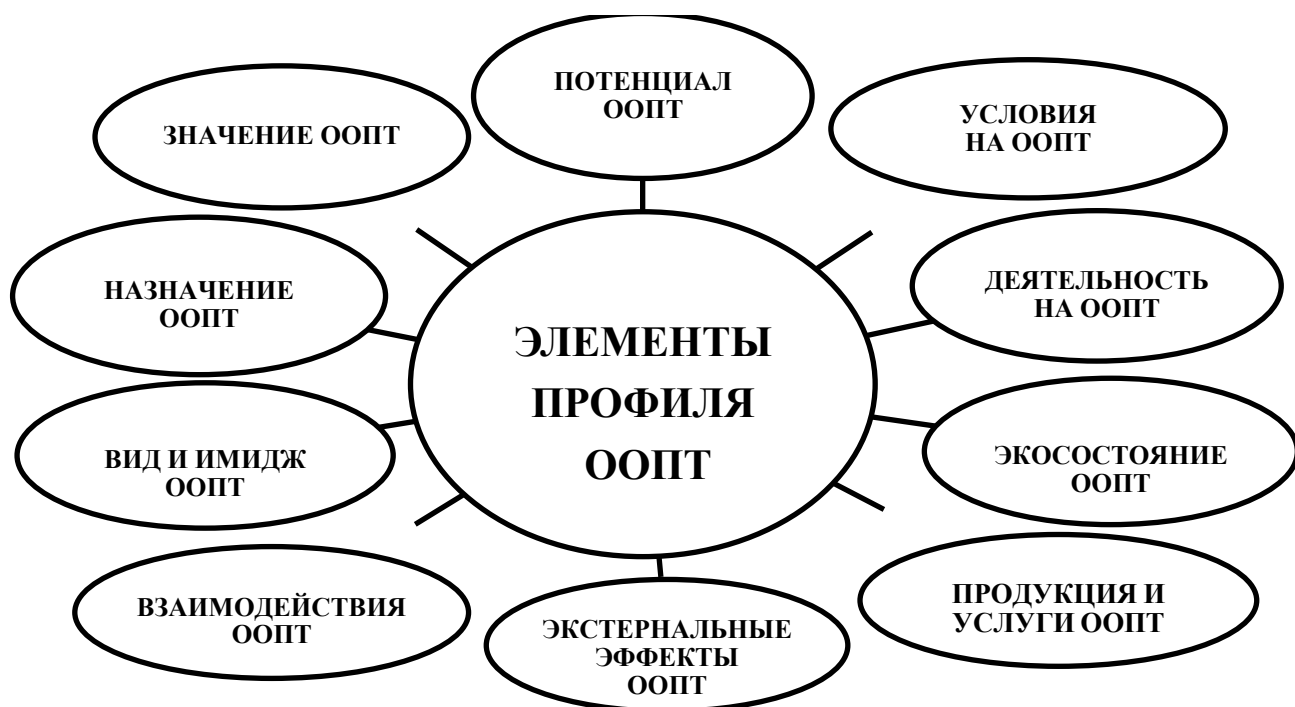 ПОТЕНЦИАЛ
ООПТ
ЗНАЧЕНИЕ ООПТ
УСЛОВИЯ
НА ООПТ
НАЗНАЧЕНИЕ
ООПТ
ДЕЯТЕЛЬНОСТЬ
НА ООПТ
ЭЛЕМЕНТЫ
ПРОФИЛЯ
ООПТ
ВИД И ИМИДЖ
ООПТ
ЭКОСОСТОЯНИЕ
ООПТ
ВЗАИМОДЕЙСТВИЯ
ООПТ
ЭКСТЕРНАЛЬНЫЕ
ЭФФЕКТЫ
ООПТ
ПРОДУКЦИЯ И
УСЛУГИ ООПТ